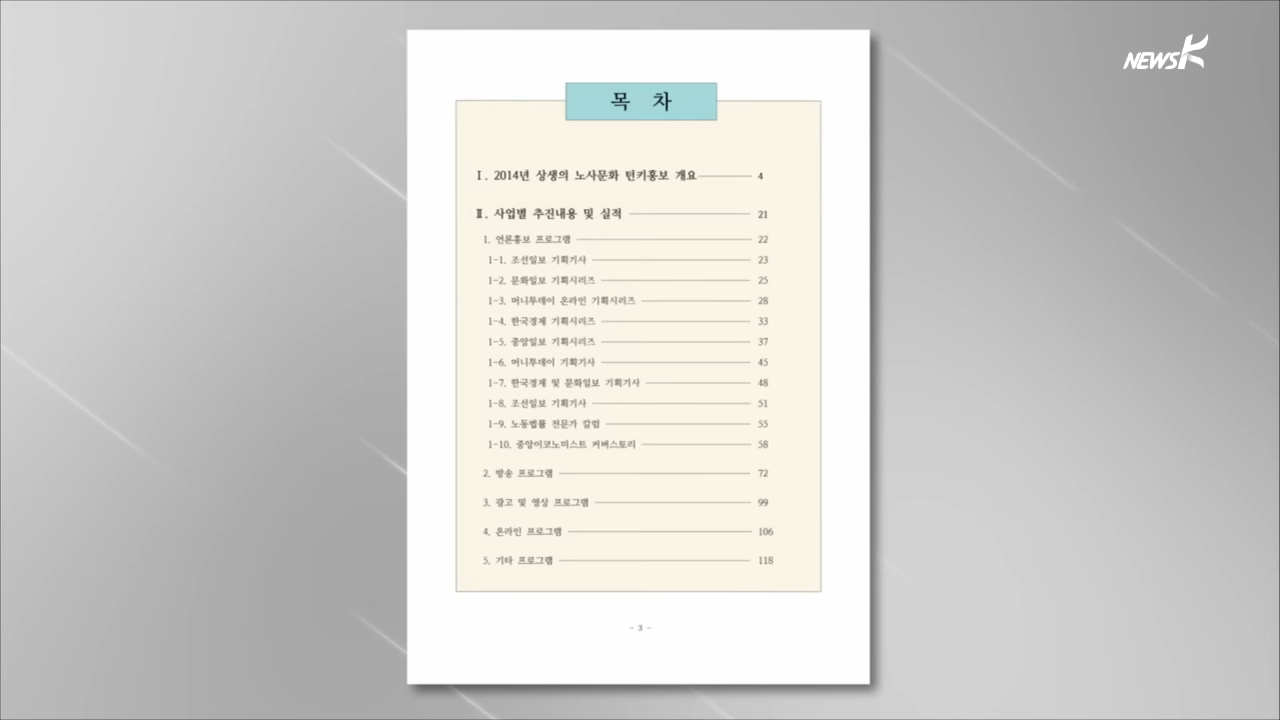 NEWSK
목 차
Ⅰ. 2014년 상생의 노사문화 턴키홍보 개요 4
Ⅱ. 사업별 추진내용 및 실적 21
1. 언론홍보 프로그램 22
1-1. 조선일보 기획기사 23
1-2. 문화일보 기획시리즈 25
1-3. 머니투데이 온라인 기획시리즈 28
1-4. 한국경제 기획시리즈 33
1-5. 중앙일보 기획시리즈 37
1-6. 머니투데이 기획기사 45
1-7. 한국경제 및 문화일보 기획기사 48
1-8. 조선일보 기획기사 51
1-9. 노동법률 전문가 칼럼 55
1-10. 중앙이코노미스트 커버스토리 58
2. 방송 프로그램 72
3. 광고 및 영상 프로그램 99
4. 온라인 프로그램 106
5. 기타 프로그램 118
- 3 -